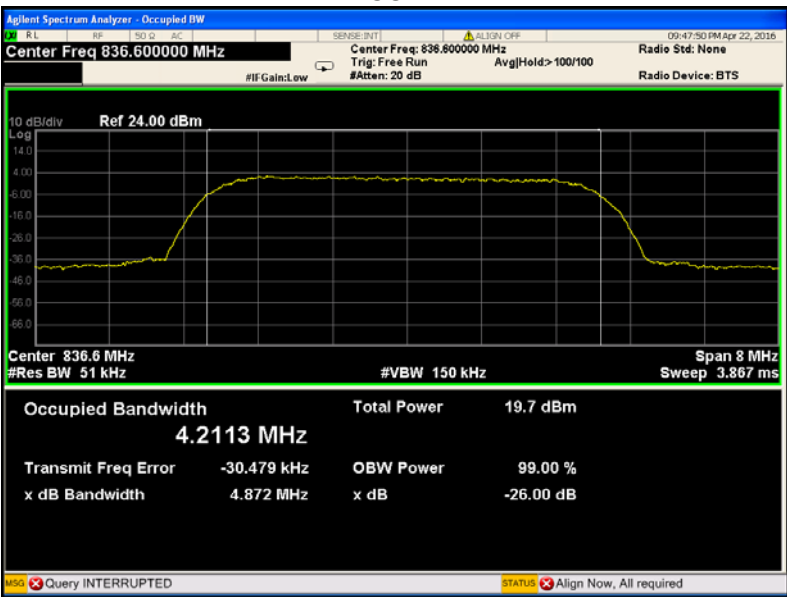 Agilent Spectrum Analyzer - Occupied BW
RL RF 50 Ω AC SENSE:INT ALIGN OFF 09:47:50 PM Apr 22, 2016
Center Freq 836.600000 MHz Center Freq: 836.600000 MHz Radio Std: None
Trig: Free Run Avg|Hold:> 100/100
#IFGain:Low #Atten: 20 dB Radio Device: BTS
10 dB/div Ref 24.00 dBm
Log
14.0
4.00
-6.00
-16.0
-26.0
-36.0
-46.0
-56.0
-66.0
Center 836.6 MHz Span 8 MHz
#Res BW 51 kHz #VBW 150 kHz Sweep 3.867 ms
Occupied Bandwidth Total Power 19.7 dBm
4.2113 MHz
Transmit Freq Error -30.479 kHz OBW Power 99.00 %
x dB Bandwidth 4.872 MHz x dB -26.00 dB
MSG Query INTERRUPTED STATUS Align Now, All required